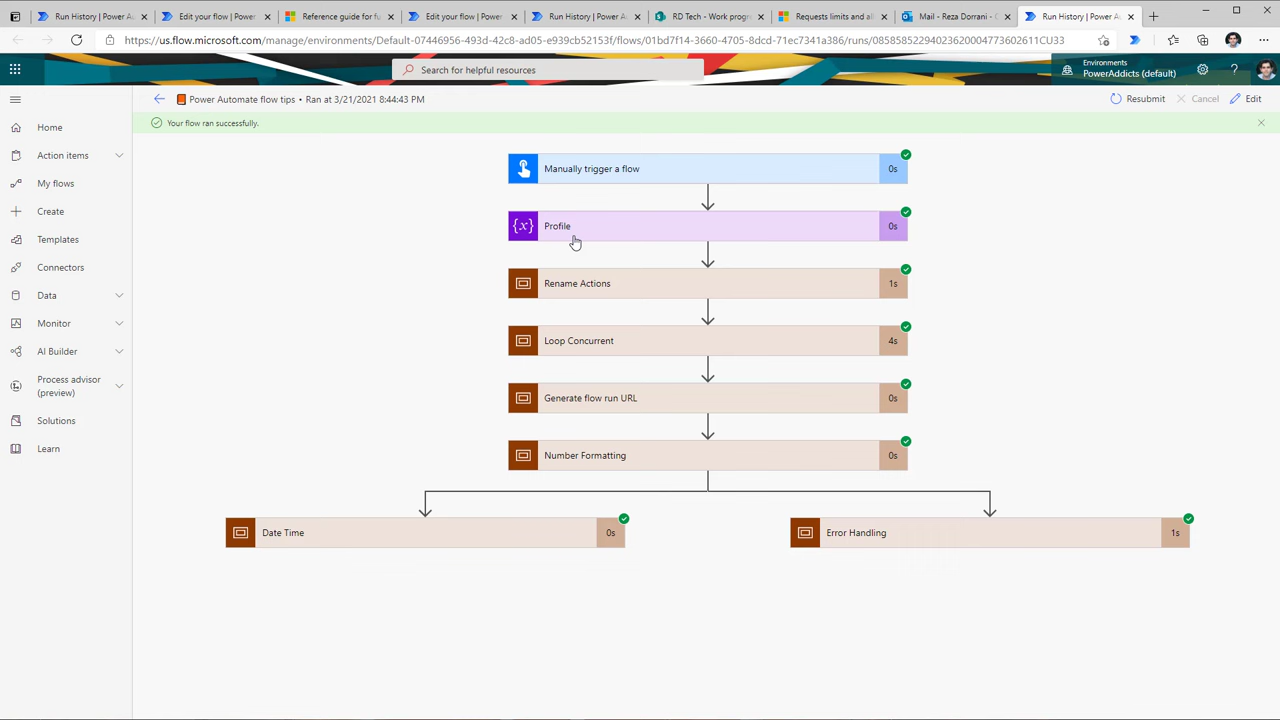 Run History | Power Au
Edit your flow | Power
Reference guide for fu
Edit your flow | Power
Run History | Power Au
RD Tech - Work progre
Requests limits and all
Mail - Reza Dorrani - O
Run History | Power Au
https://us.flow.microsoft.com/manage/environments/Default-07446956-493d-42c8-ad05-e939cb52153f/flows/01bd7f14-3660-4705-8dcd-71ec7341a386/runs/08585852294023620004773602611CU33
Search for helpful resources
Environments
PowerAddicts (default)
Power Automate flow tips • Ran at 3/21/2021 8:44:43 PM
Resubmit
Cancel
Edit
Your flow ran successfully.
Home
Action items
My flows
Create
Templates
Connectors
Data
Monitor
AI Builder
Process advisor
(preview)
Solutions
Learn
Manually trigger a flow
0s
{x} Profile
0s
Rename Actions
1s
Loop Concurrent
4s
Generate flow run URL
0s
Number Formatting
0s
Date Time
0s
Error Handling
1s